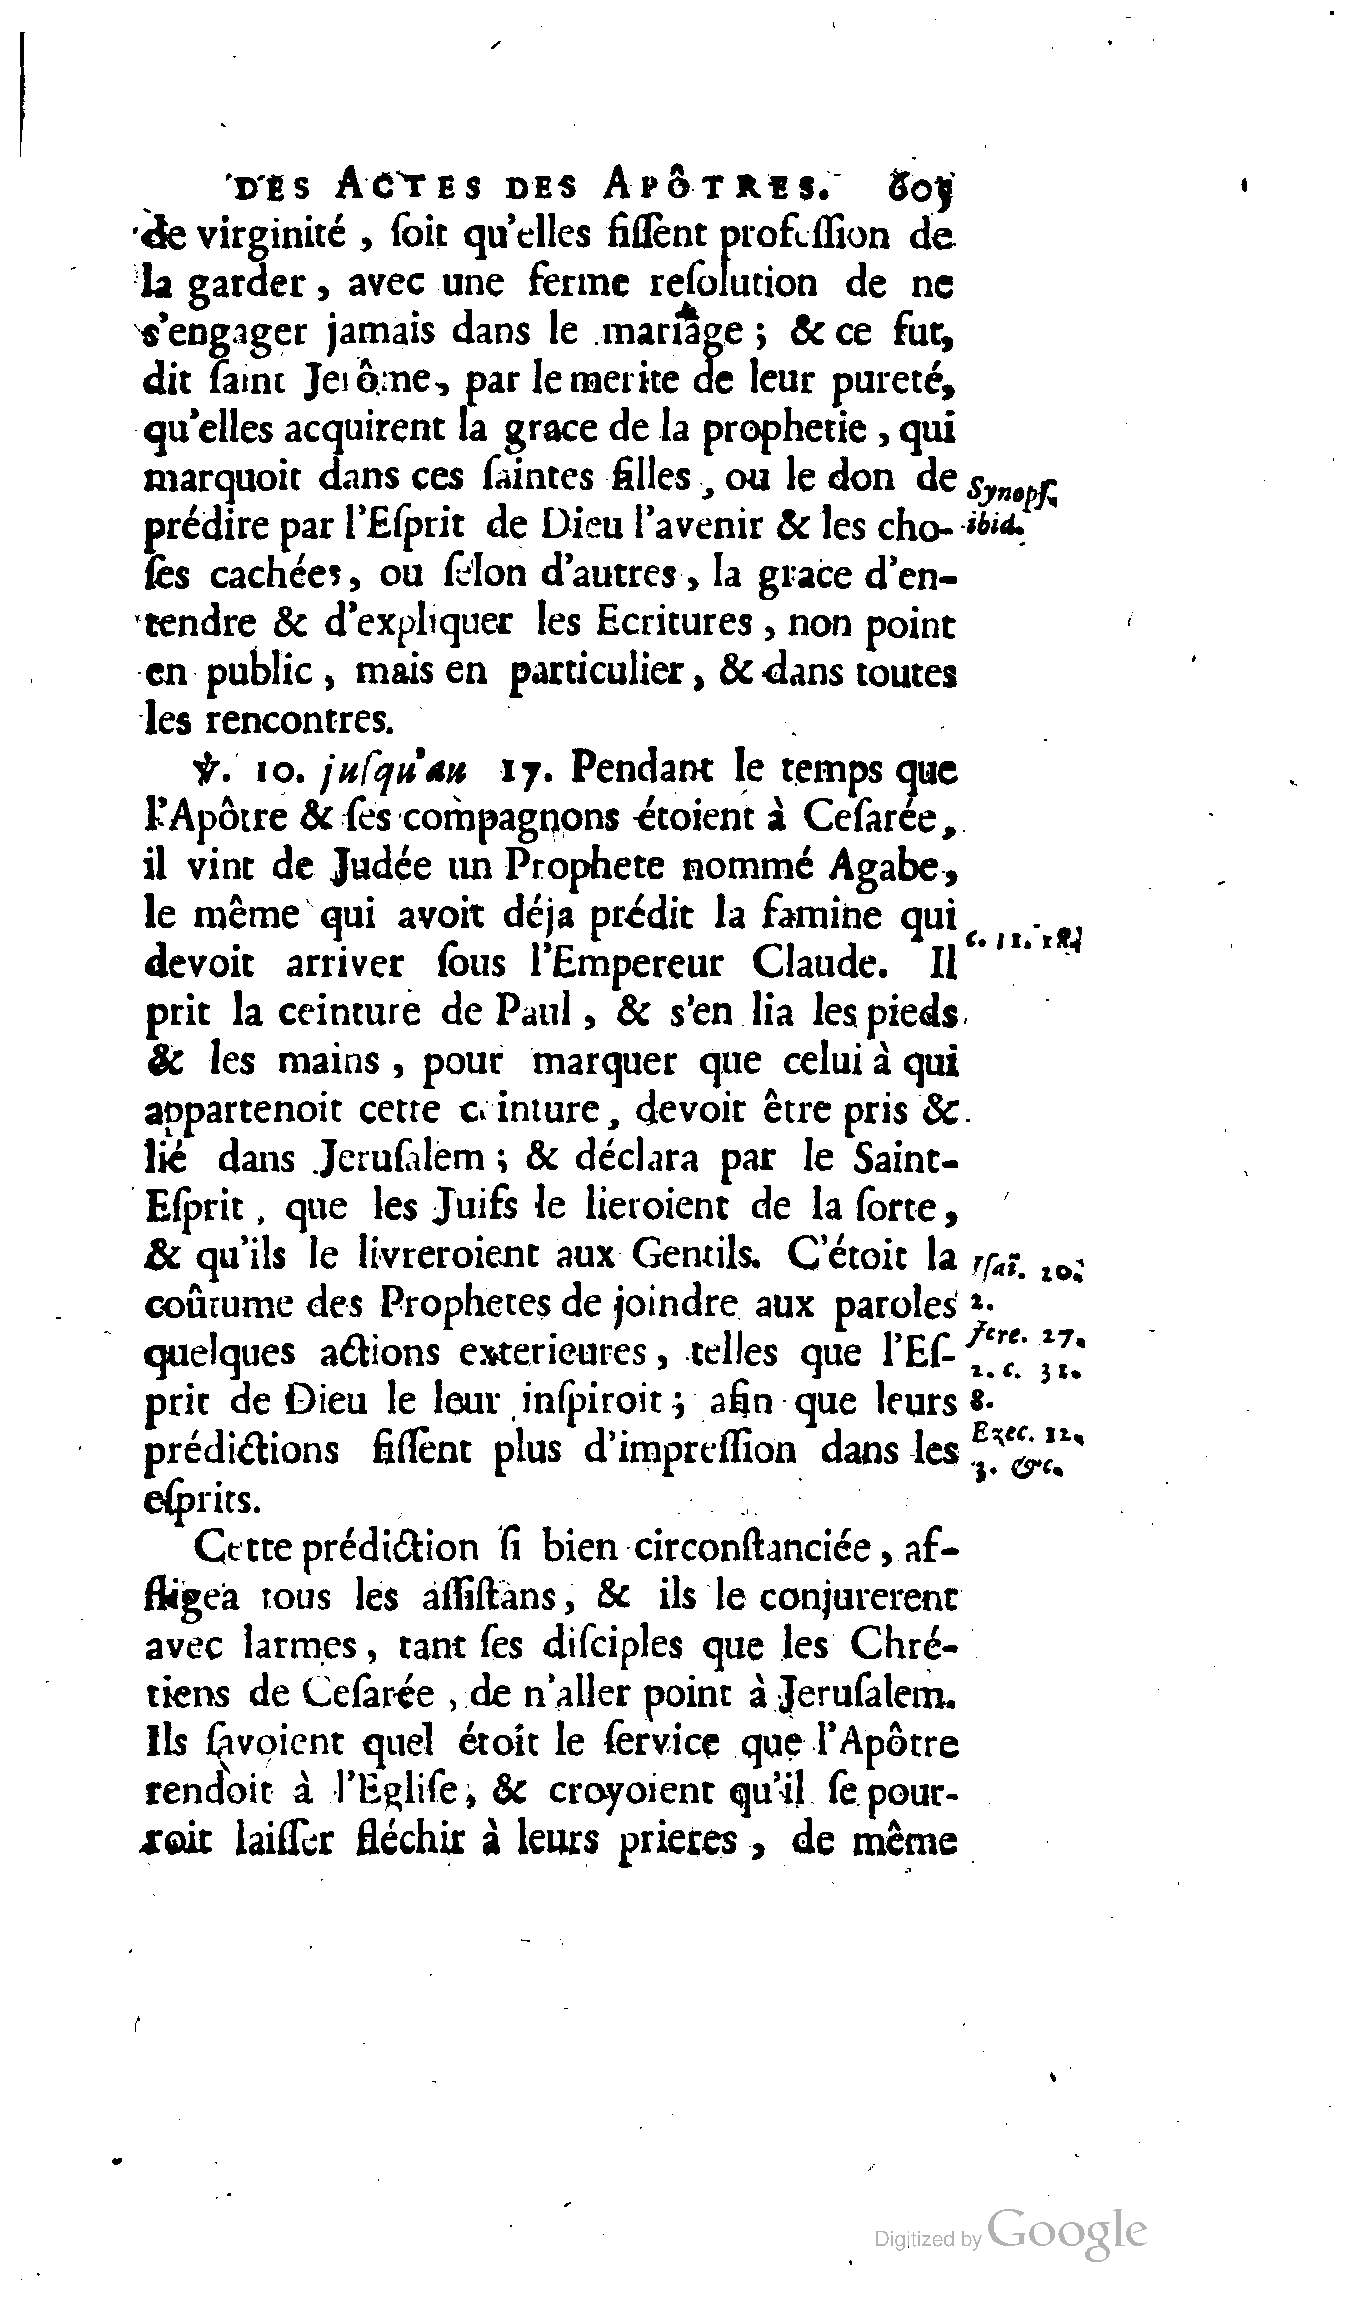 DES ACTES DES APÔTRES. 605
de virginité, ſoit qu'elles fiſſent profeſſion de
la garder, avec une ferme reſolution de ne
s'engager jamais dans le mariage; & ce fut,
dit ſaint Jerôme, par le merite de leur pureté,
qu'elles acquirent la grace de la prophetie, qui
marquoit dans ces ſaintes filles, ou le don de
Synopſ.
prédire par l'Eſprit de Dieu l'avenir & les cho-
ibid.
ſes cachées, ou ſelon d'autres, la grace d'en-
tendre & d'expliquer les Ecritures, non point
en public, mais en particulier, & dans toutes
les rencontres.
℣. 10. juſqu'au 17. Pendant le temps que
l'Apôtre & ſes compagnons étoient à Ceſarée,
il vint de Judée un Prophete nommé Agabe,
le même qui avoit déja prédit la famine qui
c. 11. 28.
devoit arriver ſous l'Empereur Claude. Il
prit la ceinture de Paul, & s'en lia les pieds
& les mains, pour marquer que celui à qui
appartenoit cette ceinture, devoit être pris &
lié dans Jeruſalem; & déclara par le Saint-
Eſprit, que les Juifs le lieroient de la ſorte,
& qu'ils le livreroient aux Gentils. C'étoit la
Iſaï. 20.
coûtume des Prophetes de joindre aux paroles
2.
quelques actions exterieures, telles que l'Eſ-
Jere. 27.
2. c. 31.
prit de Dieu le leur inſpiroit; afin que leurs
8.
prédictions fiſſent plus d'impreſſion dans les
Ezec. 12.
3. &c.
eſprits.
Cette prédiction ſi bien circonſtanciée, af-
fligea tous les aſſiſtans, & ils le conjurerent
avec larmes, tant ſes diſciples que les Chré-
tiens de Ceſarée, de n'aller point à Jeruſalem.
Ils ſavoient quel étoit le ſervice que l'Apôtre
rendoit à l'Egliſe, & croyoient qu'il ſe pour-
roit laiſſer fléchir à leurs prieres, de même
Digitized by Google